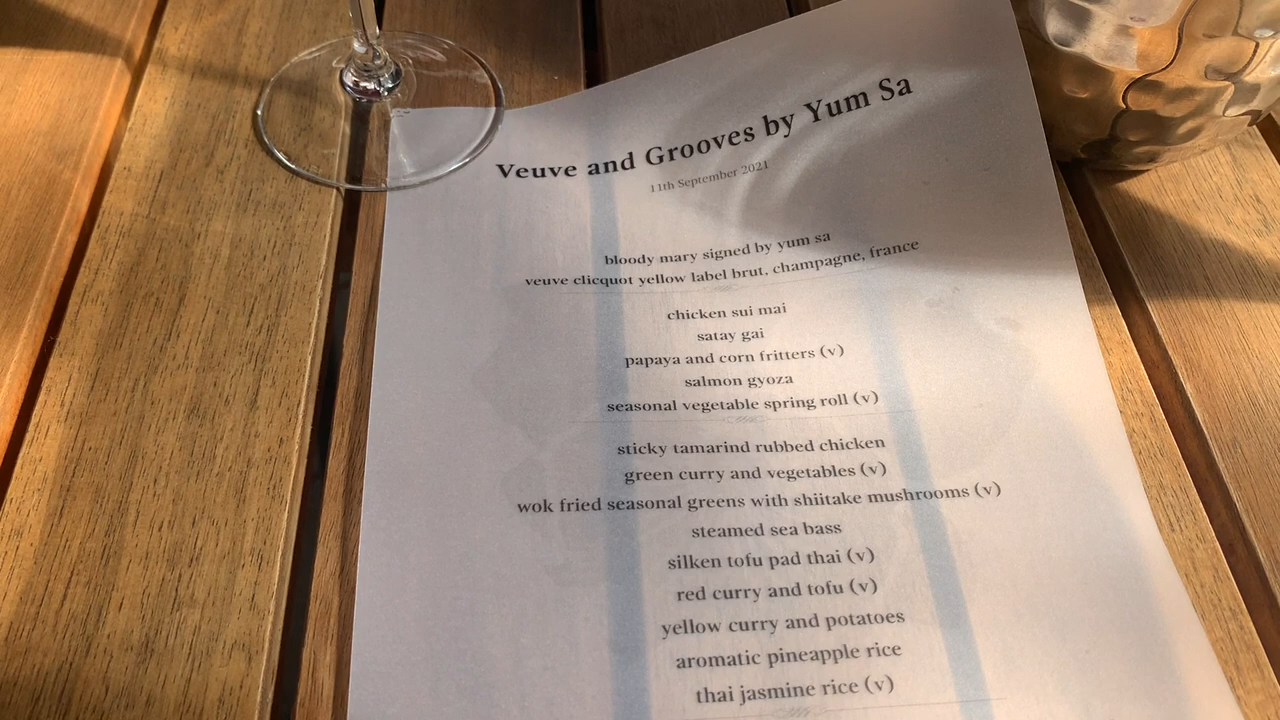 Veuve and Grooves by Yum Sa
11th September 2021
bloody mary signed by yum sa
veuve clicquot yellow label brut, champagne, france
chicken sui mai
satay gai
papaya and corn fritters (v)
salmon gyoza
seasonal vegetable spring roll (v)
sticky tamarind rubbed chicken
green curry and vegetables (v)
wok fried seasonal greens with shiitake mushrooms (v)
steamed sea bass
silken tofu pad thai (v)
red curry and tofu (v)
yellow curry and potatoes
aromatic pineapple rice
thai jasmine rice (v)